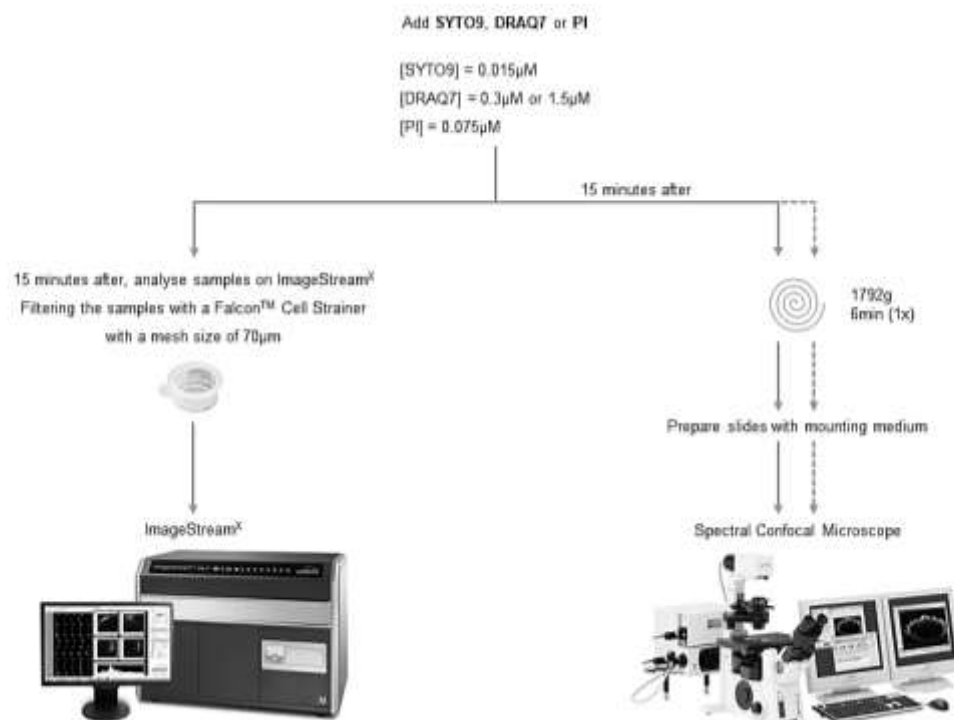 Add SYTO9, DRAQ7 or PI
[SYTO9] = 0.015µM
[DRAQ7] = 0.3µM or 1.5µM
[PI] = 0.075µM
15 minutes after
15 minutes after, analyse samples on ImageStreamˣ
Filtering the samples with a Falcon™ Cell Strainer
with a mesh size of 70µm
1792g
6min (1x)
Prepare slides with mounting medium
ImageStreamˣ
Spectral Confocal Microscope